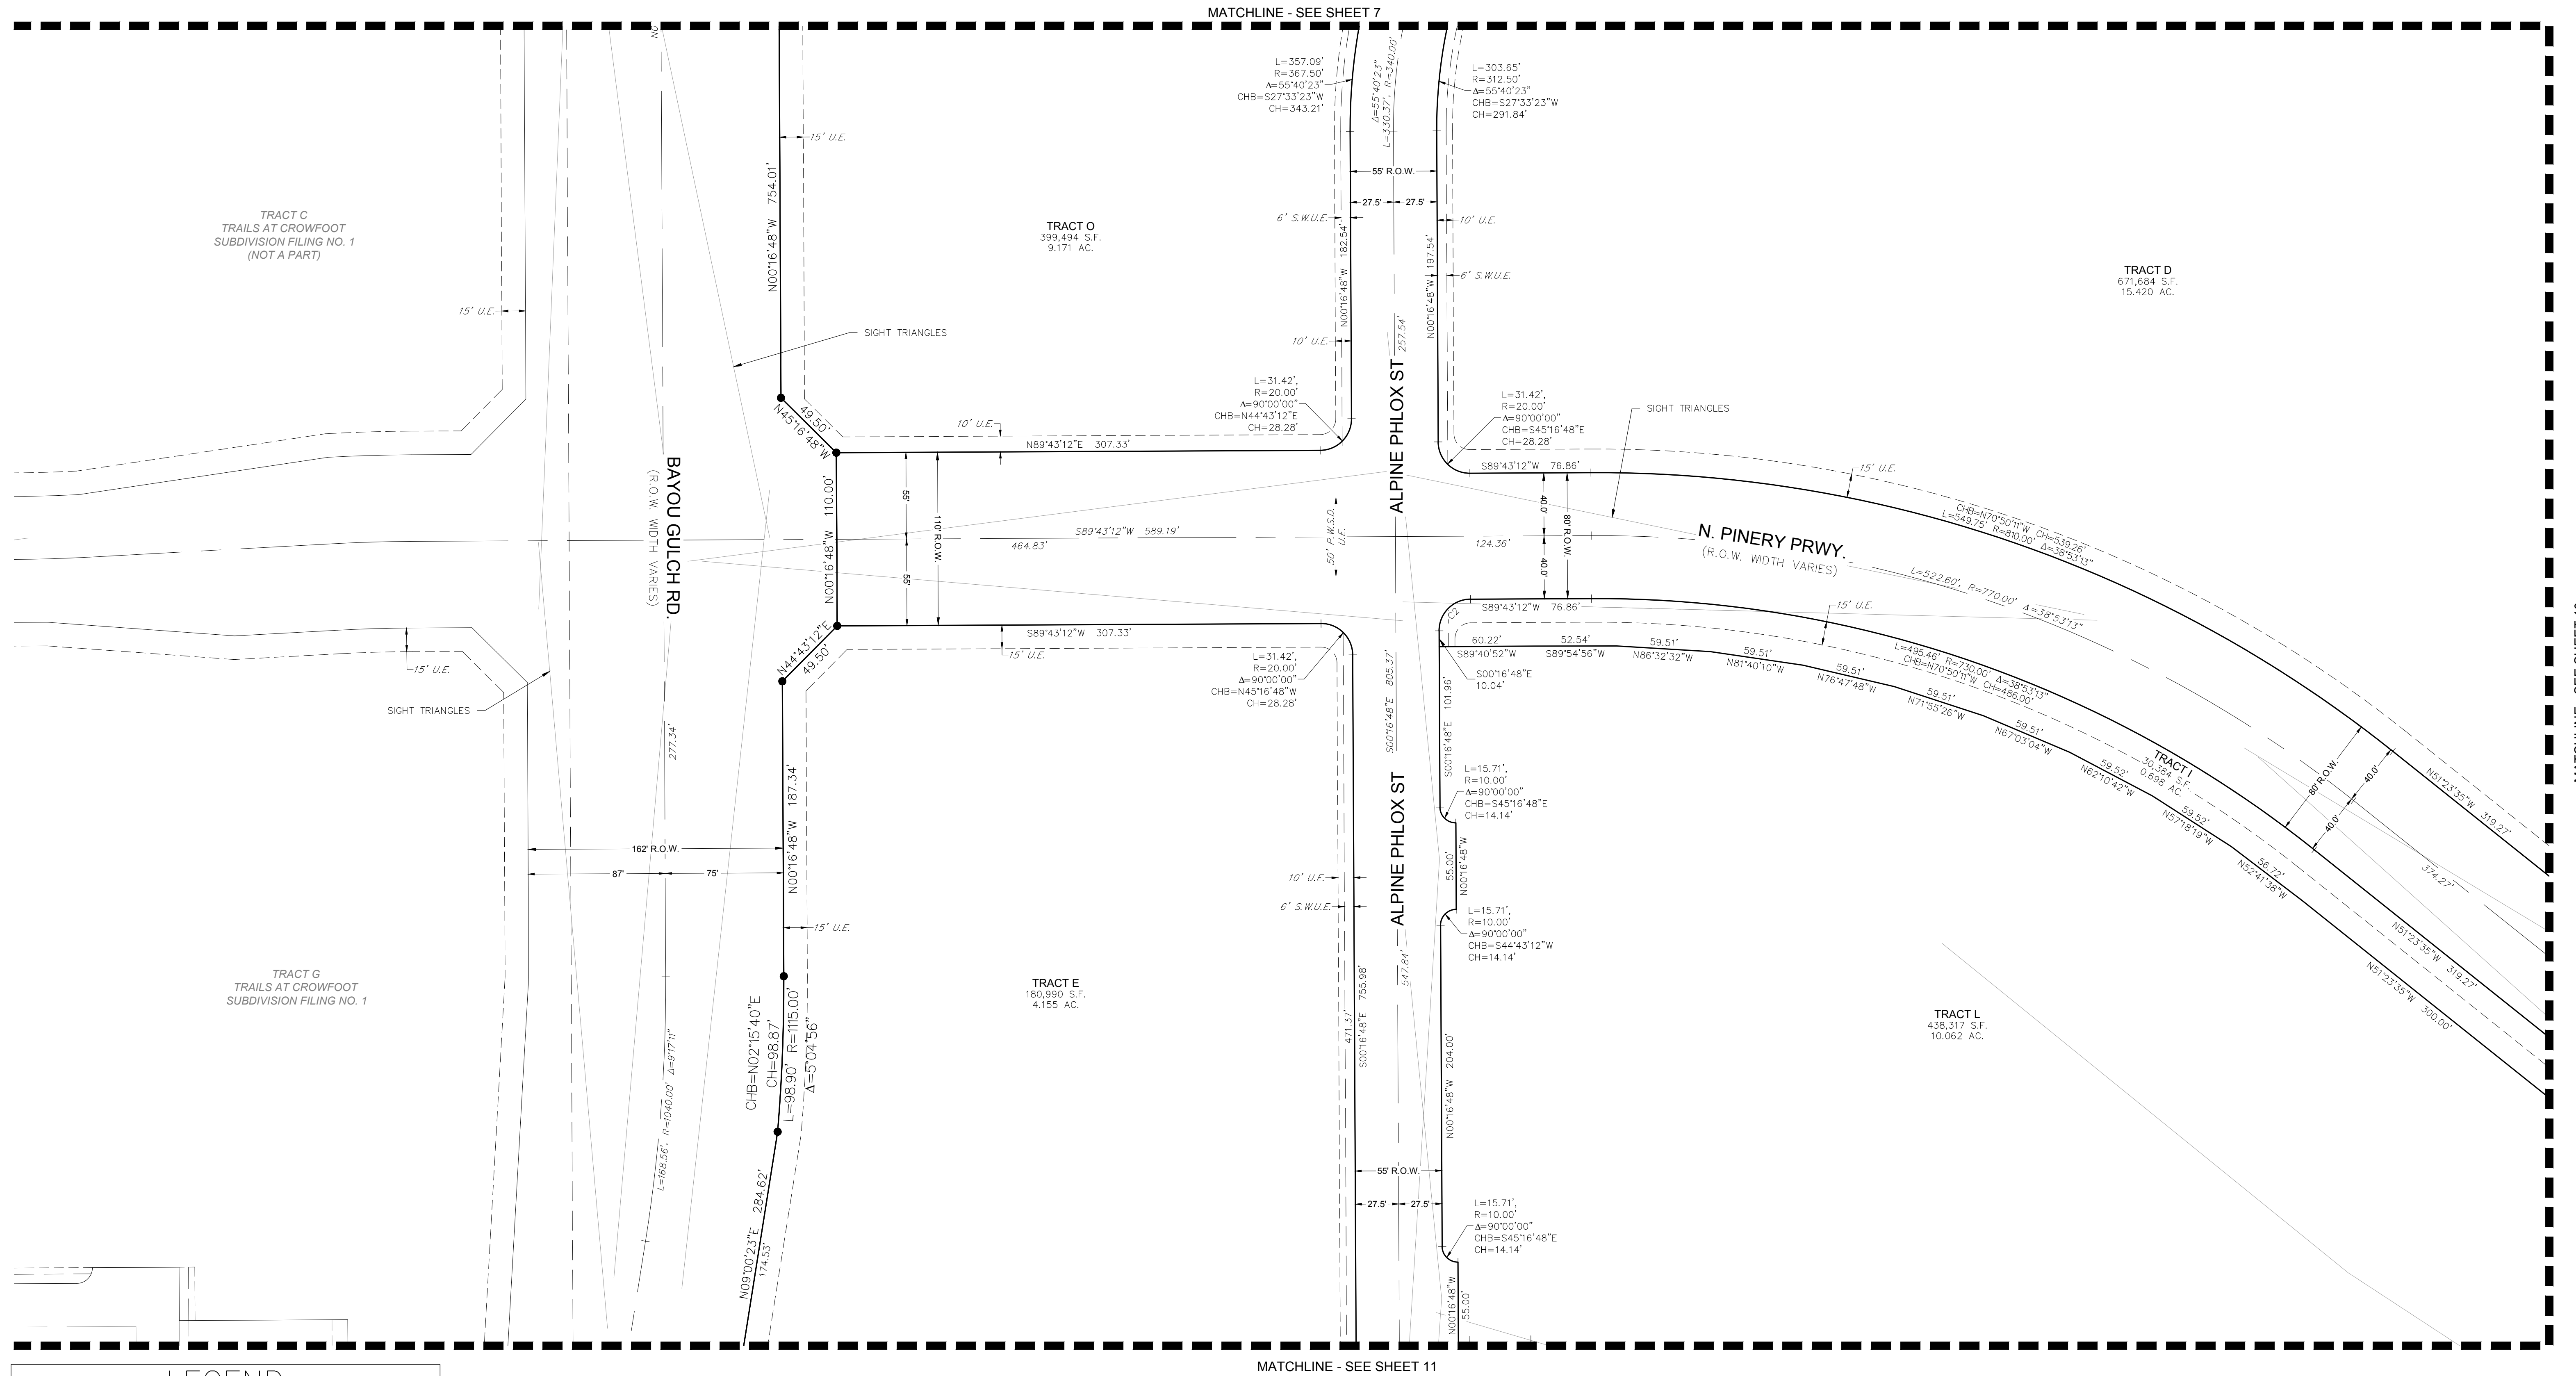 MATCHLINE - SEE SHEET 7
TRACT C
TRAILS AT CROWFOOT
SUBDIVISION FILING NO. 1
(NOT A PART)
15' U.E.
15' U.E.
N00°16'48"W 754.01'
SIGHT TRIANGLES
TRACT O
399,494 S.F.
9.171 AC.
L=357.09'
R=367.50'
Δ=55°40'23"
CHB=S27°33'23"W
CH=343.21'
Δ=55°40'23"
L=330.37', R=340.00'
L=303.65'
R=312.50'
Δ=55°40'23"
CHB=S27°33'23"W
CH=291.84'
55' R.O.W.
27.5'
27.5'
6' S.W.U.E.
10' U.E.
6' S.W.U.E.
10' U.E.
N00°16'48"W 182.54'
N00°16'48"W 197.54'
257.54'
TRACT D
671,684 S.F.
15.420 AC.
L=31.42',
R=20.00'
Δ=90°00'00"
CHB=N44°43'12"E
CH=28.28'
L=31.42',
R=20.00'
Δ=90°00'00"
CHB=S45°16'48"E
CH=28.28'
SIGHT TRIANGLES
49.50'
N45°16'48"W
10' U.E.
N89°43'12"E 307.33'
ALPINE PHLOX ST
S89°43'12"W 76.86'
15' U.E.
CHB=N70°50'11"W CH=539.26'
L=549.75' R=810.00' Δ=38°53'13"
BAYOU GULCH RD.
(R.O.W. WIDTH VARIES)
N00°16'48"W 110.00'
55'
55'
110' R.O.W.
S89°43'12"W 589.19'
464.83'
50' P.W.S.D.
U.E.
124.36'
40.0'
40.0'
80' R.O.W.
N. PINERY PRWY.
(R.O.W. WIDTH VARIES)
L=522.60', R=770.00' Δ=38°53'13"
15' U.E.
SIGHT TRIANGLES
N44°43'12"E
49.50'
S89°43'12"W 307.33'
15' U.E.
L=31.42',
R=20.00'
Δ=90°00'00"
CHB=N45°16'48"W
CH=28.28'
C2
S89°43'12"W 76.86'
15' U.E.
60.22'
S89°40'52"W
52.54'
S89°54'56"W
59.51'
N86°32'32"W
59.51'
N81°40'10"W
59.51'
N76°47'48"W
59.51'
N71°55'26"W
59.51'
N67°03'04"W
59.52'
N62°10'42"W
59.52'
N57°18'19"W
56.72'
N52°41'38"W
L=495.46' R=730.00' Δ=38°53'13"
CHB=N70°50'11"W CH=486.00'
TRACT I
30,384 S.F.
0.698 AC.
80' R.O.W.
40.0'
40.0'
N51°23'35"W 319.27'
374.27'
N51°23'35"W 319.27'
N51°23'35"W 300.00'
S00°16'48"E
10.04'
S00°16'48"E 101.96'
S00°16'48"E 805.37'
L=15.71',
R=10.00'
Δ=90°00'00"
CHB=S45°16'48"E
CH=14.14'
55.00'
N00°16'48"W
L=15.71',
R=10.00'
Δ=90°00'00"
CHB=S44°43'12"W
CH=14.14'
277.34'
N00°16'48"W 187.34'
162' R.O.W.
87'
75'
15' U.E.
10' U.E.
6' S.W.U.E.
ALPINE PHLOX ST
547.84'
TRACT G
TRAILS AT CROWFOOT
SUBDIVISION FILING NO. 1
TRACT E
180,990 S.F.
4.155 AC.
TRACT L
438,317 S.F.
10.062 AC.
CHB=N02°15'40"E
CH=98.87'
L=98.90' R=1115.00'
Δ=5°04'56"
L=168.56', R=1040.00' Δ=9°17'11"
471.37'
S00°16'48"E 755.98'
N00°16'48"W 204.00'
55' R.O.W.
27.5'
27.5'
L=15.71',
R=10.00'
Δ=90°00'00"
CHB=S45°16'48"E
CH=14.14'
N00°16'48"W
55.00'
N09°00'23"E 284.62'
174.53'
MATCHLINE - SEE SHEET 11
LEGEND